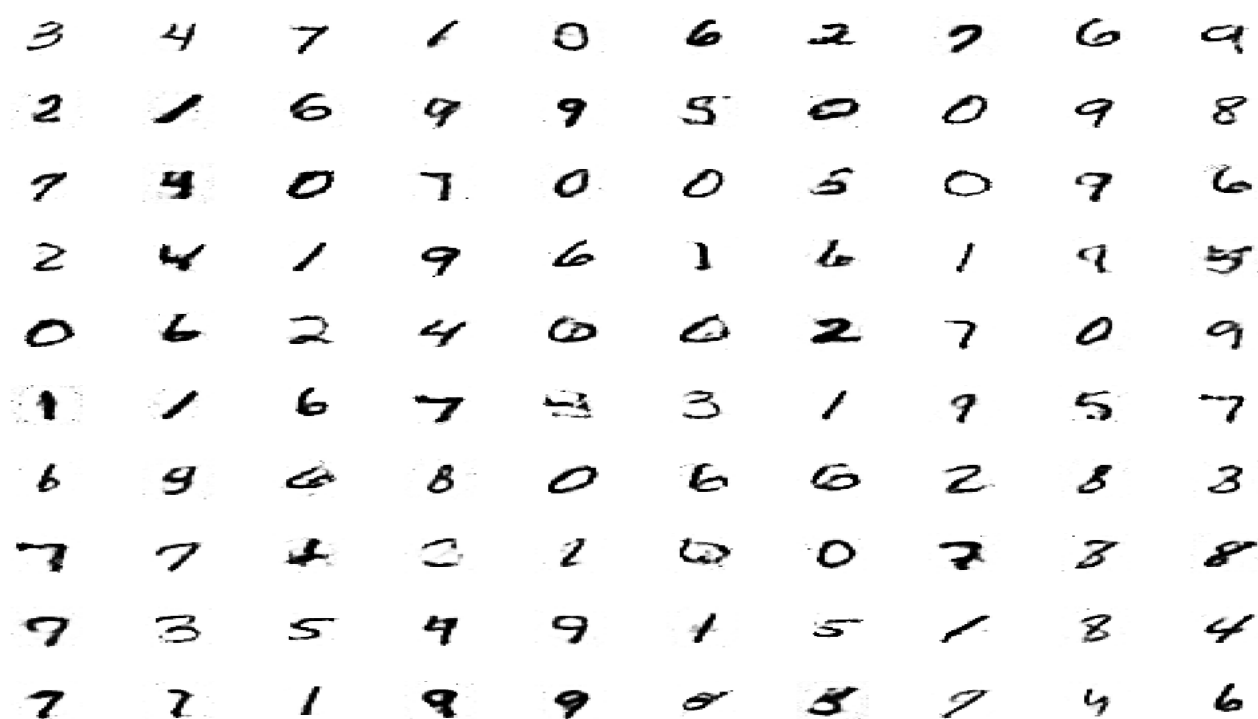 3 4 7 1 0 6 2 7 6 9
2 1 6 9 9 5 0 0 9 8
7 4 0 7 0 0 5 0 9 6
2 4 1 9 6 1 6 1 9 5
0 6 2 4 0 0 2 7 0 9
1 1 6 7 3 1 9 5 7
6 9 6 8 0 6 6 2 8 3
7 7 2 0 7 8 8
7 3 5 4 9 1 5 1 8 4
7 7 1 9 9 5 7 4 6